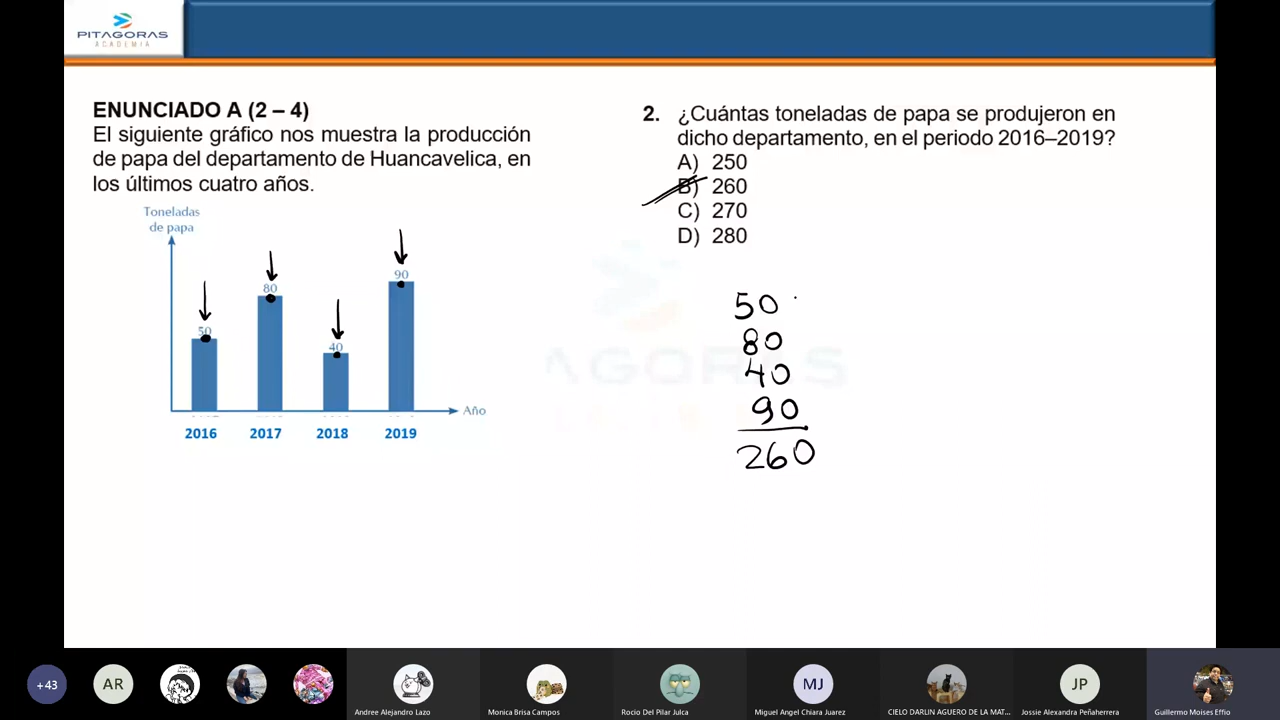 PITAGORAS
ACADEMIA
ENUNCIADO A (2 – 4)
El siguiente gráfico nos muestra la producción
de papa del departamento de Huancavelica, en
los últimos cuatro años.
Toneladas
de papa
50
80
40
90
Año
2016 2017 2018 2019
2. ¿Cuántas toneladas de papa se produjeron en
dicho departamento, en el periodo 2016–2019?
A) 250
B) 260
C) 270
D) 280
50
80
40
90
260
+43
AR
Andree Alejandro Lazo
Monica Brisa Campos
Rocio Del Pilar Julca
MJ
Miguel Angel Chiara Juarez
CIELO DARLIN AGUERO DE LA MAT...
JP
Jossie Alexandra Peñaherrera
Guillermo Moises Effio